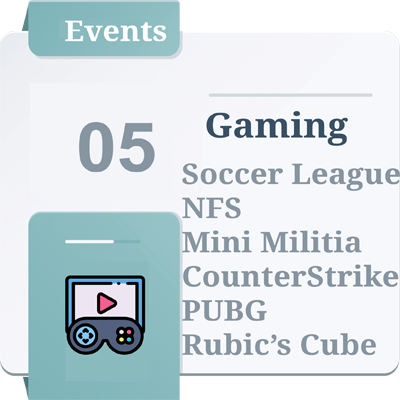 Events
05
Gaming
Soccer League
NFS
Mini Militia
CounterStrike
PUBG
Rubic's Cube